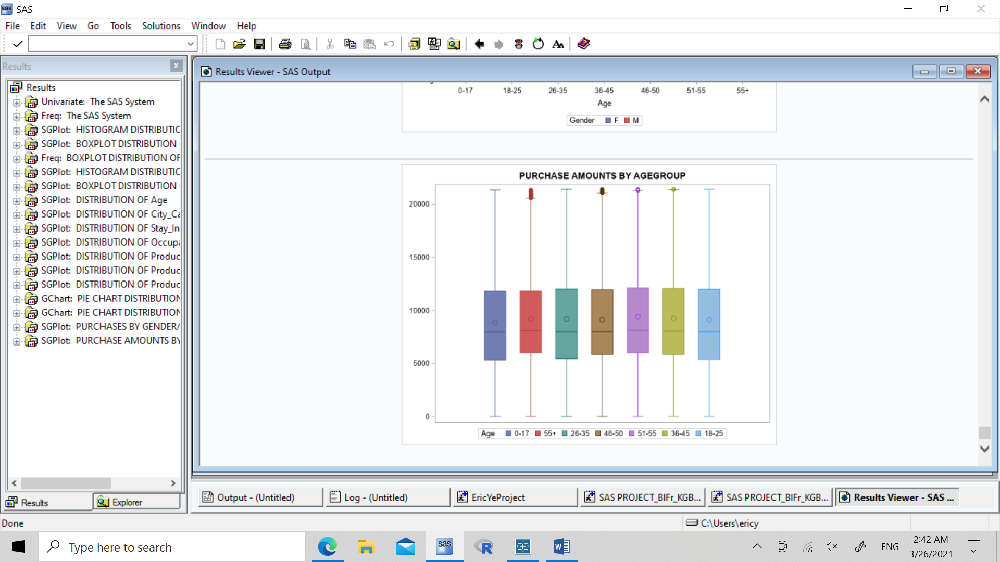 SAS
File Edit View Go Tools Solutions Window Help
Results
Results Viewer - SAS Output
Results
Univariate: The SAS System
Freq: The SAS System
SGPlot: HISTOGRAM DISTRIBUTIC
SGPlot: BOXPLOT DISTRIBUTION
Freq: BOXPLOT DISTRIBUTION OF
SGPlot: HISTOGRAM DISTRIBUTIC
SGPlot: BOXPLOT DISTRIBUTION
SGPlot: DISTRIBUTION OF Age
SGPlot: DISTRIBUTION OF City_Ca
SGPlot: DISTRIBUTION OF Stay_In
SGPlot: DISTRIBUTION OF Occupa
SGPlot: DISTRIBUTION OF Produc
SGPlot: DISTRIBUTION OF Produc
SGPlot: DISTRIBUTION OF Produc
GChart: PIE CHART DISTRIBUTION
GChart: PIE CHART DISTRIBUTION
SGPlot: PURCHASES BY GENDER/
SGPlot: PURCHASE AMOUNTS BY
0-17 18-25 26-35 36-45 46-50 51-55 55+
Age
Gender F M
PURCHASE AMOUNTS BY AGEGROUP
20000
15000
10000
5000
0
Age 0-17 55+ 26-35 46-50 51-55 36-45 18-25
Results Explorer
Output - (Untitled) Log - (Untitled) EricYeProject SAS PROJECT_BIFr_KGB... SAS PROJECT_BIFr_KGB... Results Viewer - SAS ...
Done C:\Users\ericy
Type here to search
ENG
2:42 AM
3/26/2021